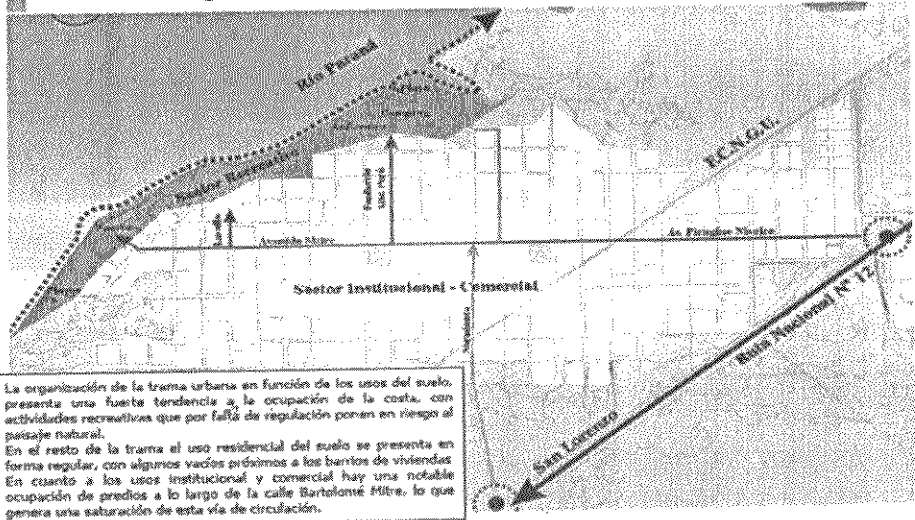 Río Paraná
Playa
Camping
Sector Recreativo
F.C.N.G.U.
Avenida Mitre
Av. Piragine Niveiro
Sector Institucional - Comercial
Ruta Nacional N° 12
San Lorenzo
La organización de la trama urbana en función de los usos del suelo,
presenta una fuerte tendencia a la ocupación de la costa, con
actividades recreativas que por falta de regulación ponen en riesgo al
paisaje natural.
En el resto de la trama el uso residencial del suelo se presenta en
forma regular, con algunos vacíos próximos a los barrios de viviendas
En cuanto a los usos institucional y comercial hay una notable
ocupación de predios a lo largo de la calle Bartolomé Mitre, lo que
genera una saturación de esta vía de circulación.